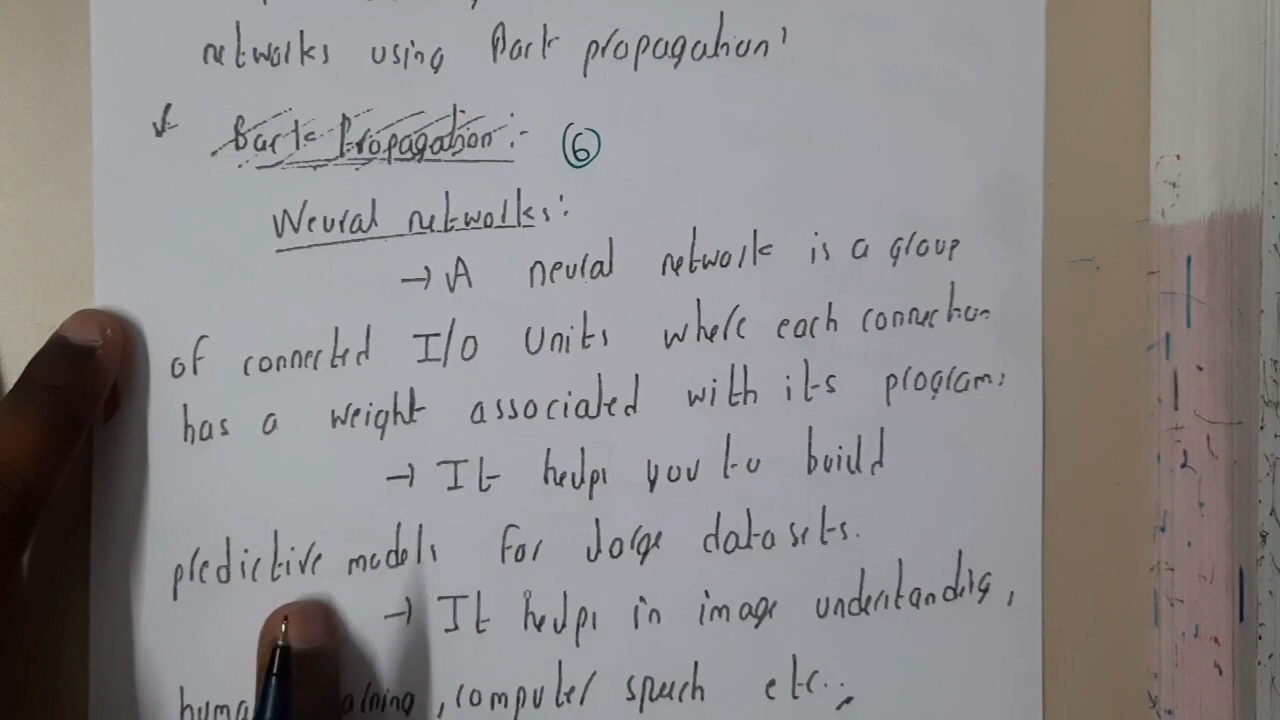 networks using Back propagation'
Back Propagation:- 6
Neural networks:
→ A neural network is a group
of connected I/O Units where each connection
has a weight associated with its program:
→ It helps you to build
predictive models for large datasets.
→ It helps in image understanding,
computer speech etc..